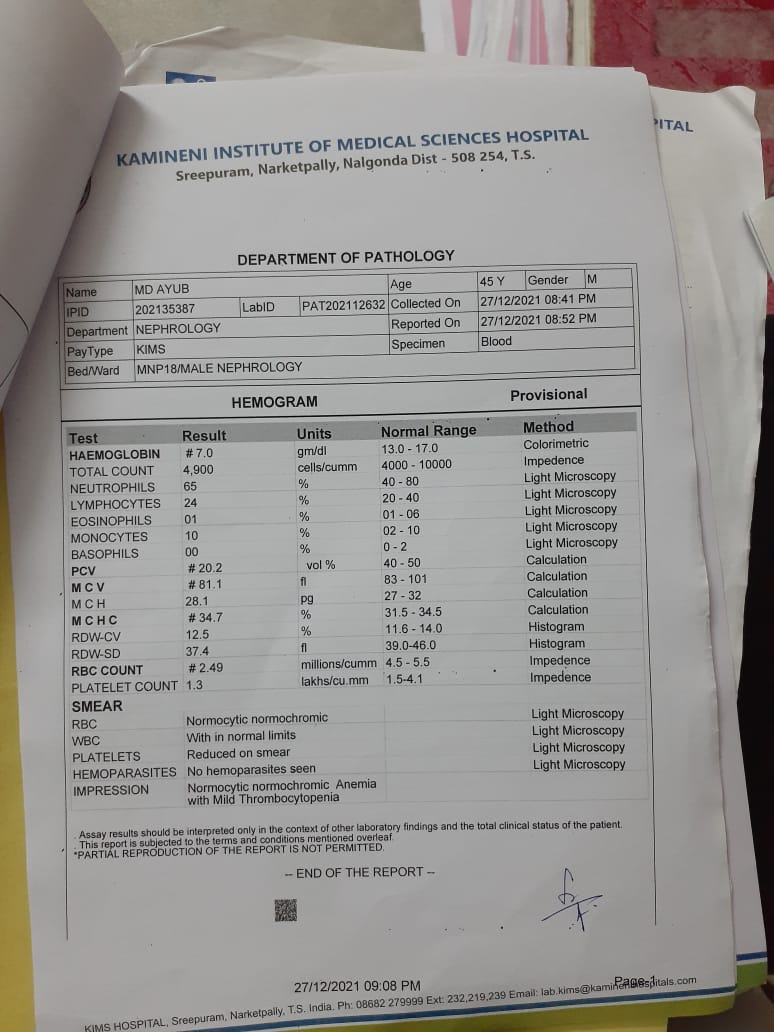 PITAL
KAMINENI INSTITUTE OF MEDICAL SCIENCES HOSPITAL
Sreepuram, Narketpally, Nalgonda Dist - 508 254, T.S.
DEPARTMENT OF PATHOLOGY
Name MD AYUB Age 45 Y Gender M
IPID 202135387 LabID PAT202112632 Collected On 27/12/2021 08:41 PM
Department NEPHROLOGY Reported On 27/12/2021 08:52 PM
PayType KIMS Specimen Blood
Bed/Ward MNP18/MALE NEPHROLOGY
HEMOGRAM Provisional
Test Result Units Normal Range Method
HAEMOGLOBIN # 7.0 gm/dl 13.0 - 17.0 Colorimetric
TOTAL COUNT 4,900 cells/cumm 4000 - 10000 Impedence
NEUTROPHILS 65 % 40 - 80 Light Microscopy
LYMPHOCYTES 24 % 20 - 40 Light Microscopy
EOSINOPHILS 01 % 01 - 06 Light Microscopy
MONOCYTES 10 % 02 - 10 Light Microscopy
BASOPHILS 00 % 0 - 2 Light Microscopy
PCV # 20.2 vol % 40 - 50 Calculation
M C V # 81.1 fl 83 - 101 Calculation
M C H 28.1 pg 27 - 32 Calculation
M C H C # 34.7 % 31.5 - 34.5 Calculation
RDW-CV 12.5 % 11.6 - 14.0 Histogram
RDW-SD 37.4 fl 39.0-46.0 Histogram
RBC COUNT # 2.49 millions/cumm 4.5 - 5.5 Impedence
PLATELET COUNT 1.3 lakhs/cu.mm 1.5-4.1 Impedence
SMEAR
RBC Normocytic normochromic Light Microscopy
WBC With in normal limits Light Microscopy
PLATELETS Reduced on smear Light Microscopy
HEMOPARASITES No hemoparasites seen Light Microscopy
IMPRESSION Normocytic normochromic Anemia
with Mild Thrombocytopenia
. Assay results should be interpreted only in the context of other laboratory findings and the total clinical status of the patient.
. This report is subjected to the terms and conditions mentioned overleaf.
*PARTIAL REPRODUCTION OF THE REPORT IS NOT PERMITTED.
-- END OF THE REPORT --
27/12/2021 09:08 PM
Page-1
KIMS HOSPITAL, Sreepuram, Narketpally, T.S. India. Ph: 08682 279999 Ext: 232,219,239 Email: lab.kims@kaminenihospitals.com